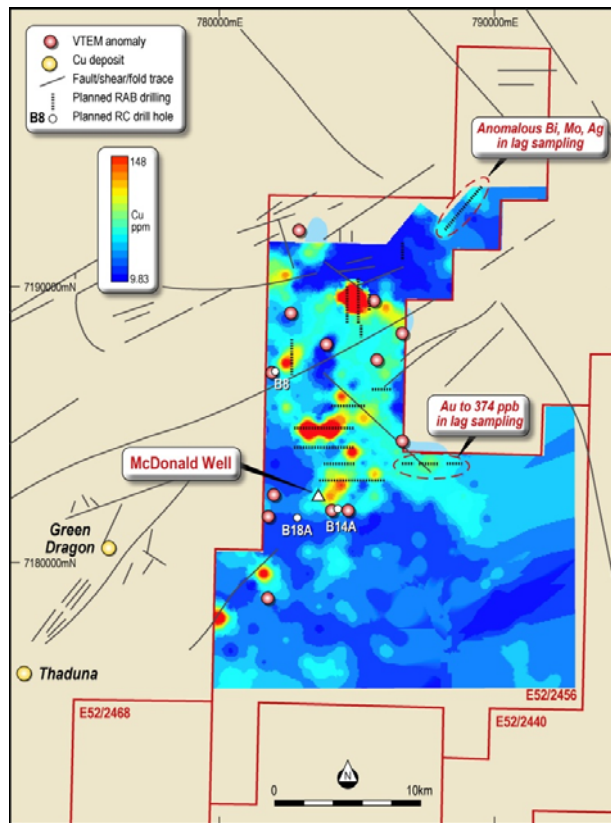 780000mE
790000mE
VTEM anomaly
Cu deposit
Fault/shear/fold trace
Planned RAB drilling
B8 Planned RC drill hole
148
Cu
ppm
9.83
Anomalous Bi, Mo, Ag
in lag sampling
7190000mN
B8
Au to 374 ppb
in lag sampling
McDonald Well
B18A
B14A
Green
Dragon
7180000mN
Thaduna
E52/2456
E52/2468
E52/2440
N
0
10km